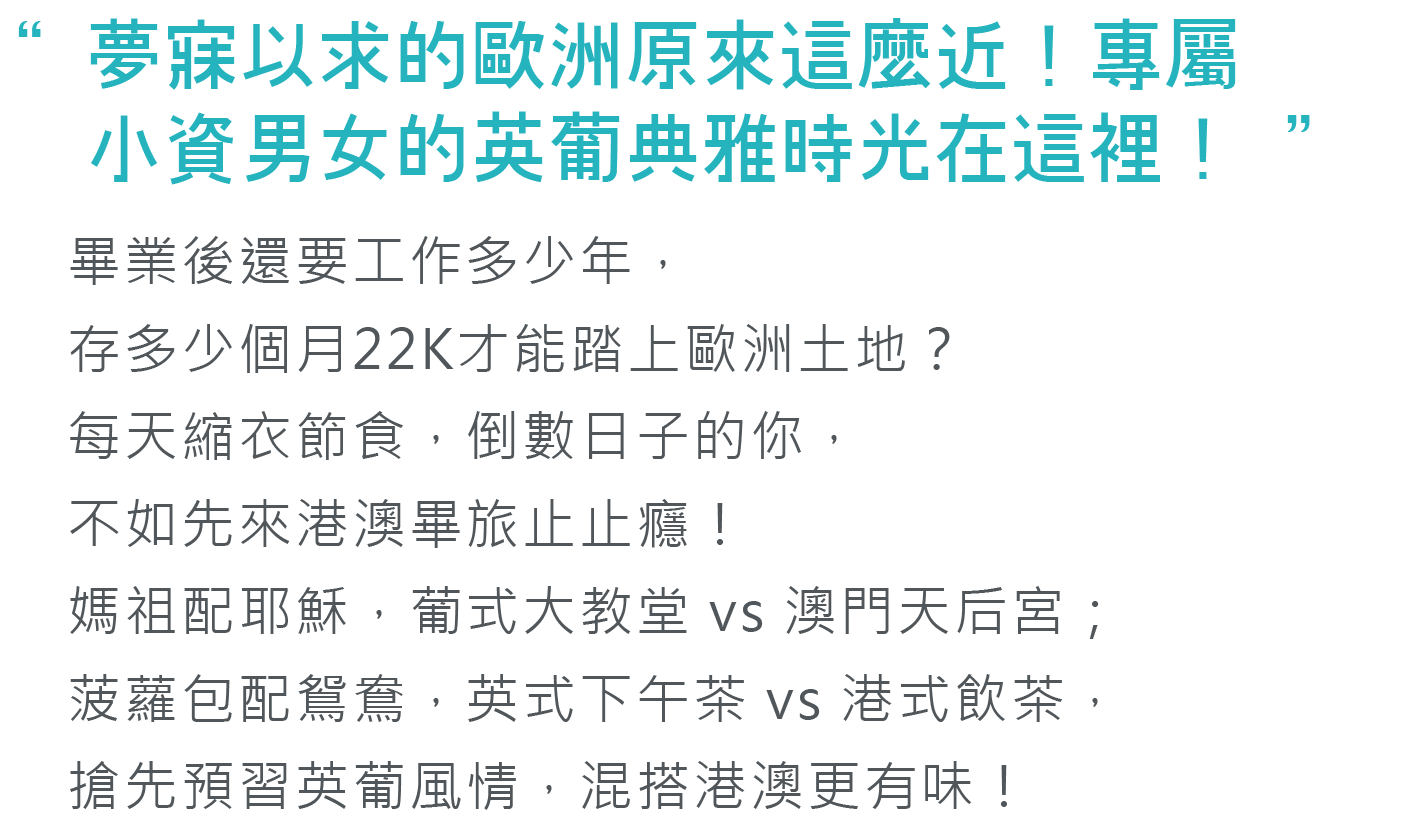 “ 夢寐以求的歐洲原來這麼近！專屬
小資男女的英葡典雅時光在這裡！ ”
畢業後還要工作多少年，
存多少個月22K才能踏上歐洲土地？
每天縮衣節食，倒數日子的你，
不如先來港澳畢旅止止癮！
媽祖配耶穌，葡式大教堂 vs 澳門天后宮；
菠蘿包配鴛鴦，英式下午茶 vs 港式飲茶，
搶先預習英葡風情，混搭港澳更有味！